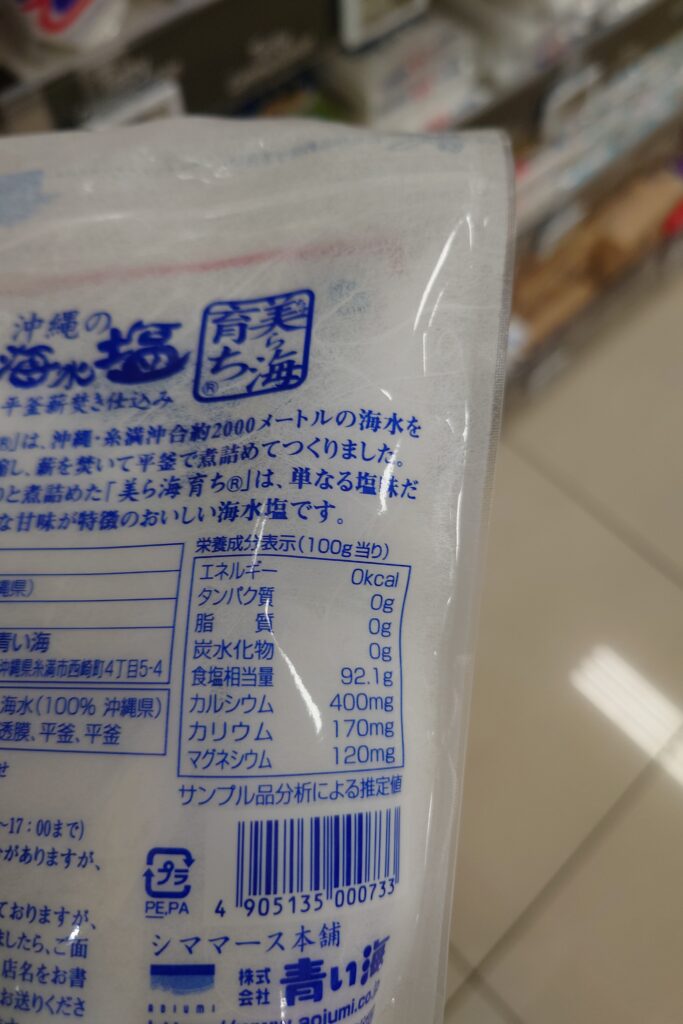 沖縄の
海水塩
美ら海
育ち®
平釜薪焚き仕込み
®」は、沖縄・糸満沖合約2000メートルの海水を
し、薪を焚いて平釜で煮詰めてつくりました。
と煮詰めた「美ら海育ち®」は、単なる塩味だ
な甘味が特徴のおいしい海水塩です。
栄養成分表示(100g当り)
エネルギー 0kcal
タンパク質 0g
脂質 0g
炭水化物 0g
食塩相当量 92.1g
カルシウム 400mg
カリウム 170mg
マグネシウム 120mg
サンプル品分析による推定値
縄県)
青い海
沖縄県糸満市西崎町4丁目5-4
海水(100% 沖縄県)
透膜、平釜、平釜
せ
~17:00まで)
がありますが、
ておりますが、
ましたら、ご面
店名をお書
お送りくださ
プラ
PE,PA
4 905135 000733
シママース本舗
aoiumi
株式会社 青い海
http://www.aoiumi.co.jp